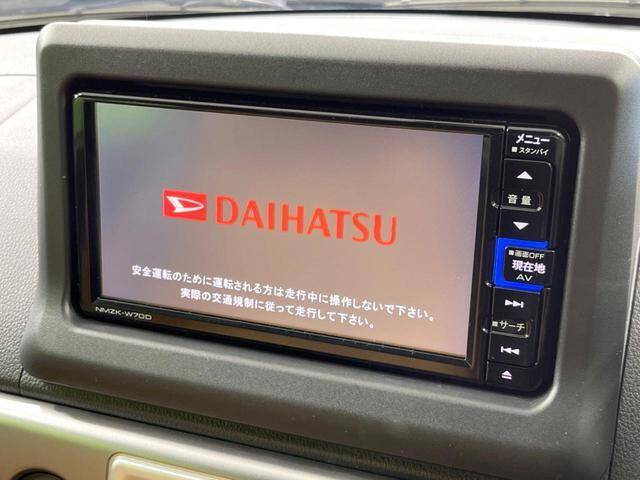 DAIHATSU
安全運転のために運転される方は走行中に操作しないで下さい。
実際の交通規制に従って走行して下さい。
NMZK-W70D
メニュー
スタンバイ
音量
画面OFF
現在地
AV
サーチ